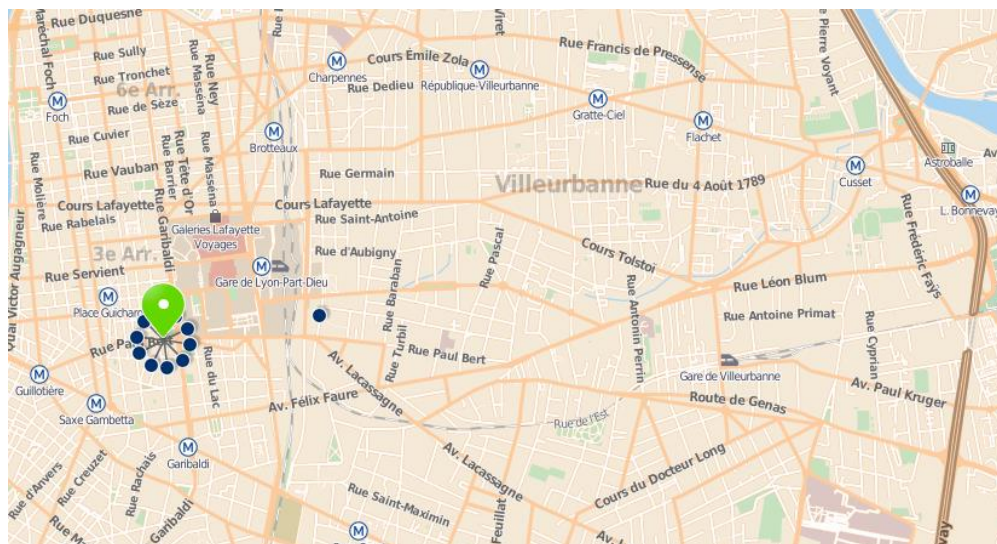 Rue Duquesne
Viret
Maréchal Foch
Rue Sully
Rue Francis de Pressensé
Rue Pierre Voyant
Cours Émile Zola
Rue Tronchet
Rue Ney
Rue Masséna
Charpennes
République-Villeurbanne
6e Arr.
Rue Dedieu
Rue de Sèze
Foch
Gratte-Ciel
Flachet
Rue Cuvier
Brotteaux
Astroballe
Rue Vauban
Rue Tête d'Or
Rue Barrier
Rue Masséna
Rue Germain
Cusset
Villeurbanne
Rue du 4 Août 1789
Rue Molière
L. Bonnevay
Cours Lafayette
Cours Lafayette
Rue Rabelais
Rue Garibaldi
Galeries Lafayette
Voyages
Rue Saint-Antoine
Quai Victor Augagneur
3e Arr.
Rue d'Aubigny
Rue Pascal
Cours Tolstoi
Rue Frédéric Faÿs
Rue Servient
Gare de Lyon-Part-Dieu
Rue Baraban
Rue Léon Blum
Place Guichard
Rue Antonin Perrin
Rue Antoine Primat
Rue Turbil
Rue Cyprian
Rue Paul Bert
Rue Paul Bert
Rue du Lac
Av. Lacassagne
Gare de Villeurbanne
Guillotière
Av. Paul Kruger
Av. Félix Faure
Route de Genas
Saxe Gambetta
Rue de l'Est
Garibaldi
Av. Lacassagne
Cours du Docteur Long
Rue d'Anvers
Rue Creuzet
Rue Rachais
Rue Garibaldi
Rue Saint-Maximin
Feuillat